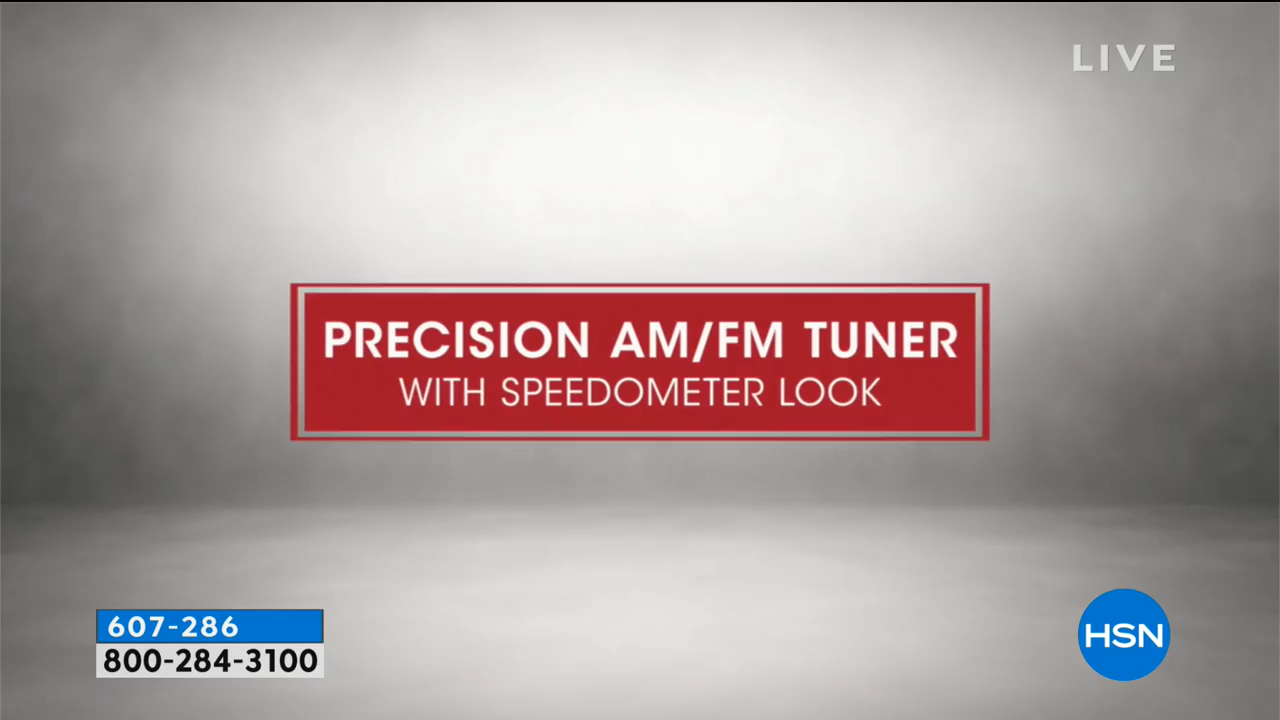 LIVE
PRECISION AM/FM TUNER
WITH SPEEDOMETER LOOK
607-286
800-284-3100
HSN